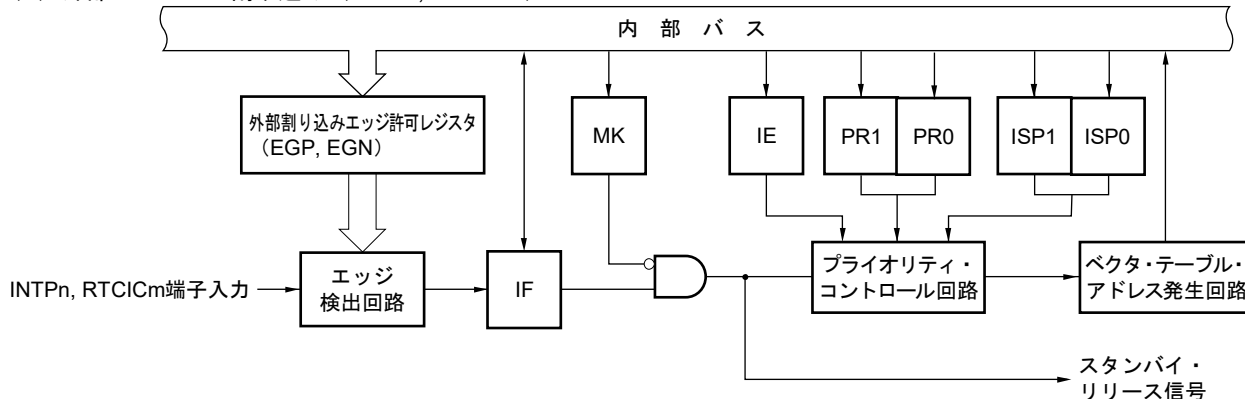 内 部 バ ス
外部割り込みエッジ許可レジスタ
(EGP, EGN)
MK
IE
PR1
PR0
ISP1
ISP0
INTPn, RTCICm端子入力
エッジ
検出回路
IF
プライオリティ・
コントロール回路
ベクタ・テーブル・
アドレス発生回路
スタンバイ・
リリース信号